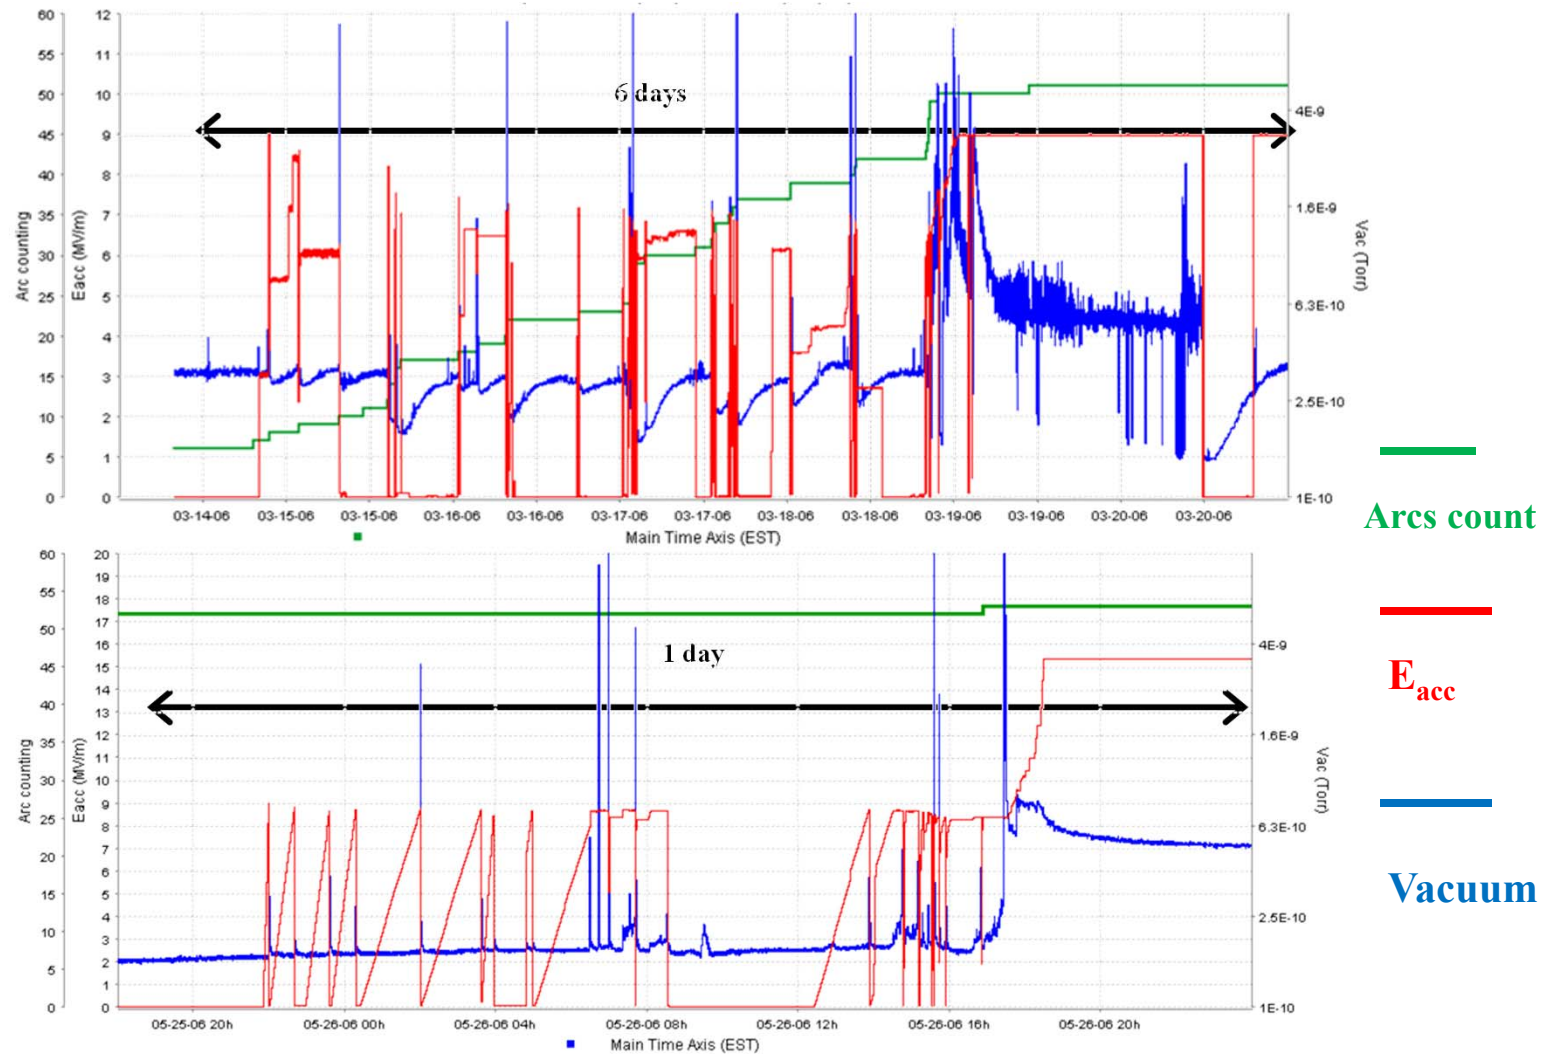 60 12
55 11
50 10 4E-9
45 9
40 8
35 7 1.6E-9
30 6
25 5 6.3E-10
20 4
15 3
10 2 2.5E-10
5 1
0 0 1E-10
Arc counting
Eacc (MV/m)
6 days
Vac (Torr)
03-14-06 03-15-06 03-15-06 03-16-06 03-16-06 03-17-06 03-17-06 03-18-06 03-18-06 03-19-06 03-19-06 03-20-06 03-20-06
Main Time Axis (EST)
60 20
19
55 18
17
50 16 4E-9
45 15
14
40 13
35 12 1.6E-9
11
30 10
25 9
8 6.3E-10
20 7
6
15 5
4 2.5E-10
10 3
5 2
1
0 0 1E-10
Arc counting
Eacc (MV/m)
1 day
Vac (Torr)
05-25-06 20h 05-26-06 00h 05-26-06 04h 05-26-06 08h 05-26-06 12h 05-26-06 16h 05-26-06 20h
Main Time Axis (EST)
Arcs count
Eacc
Vacuum